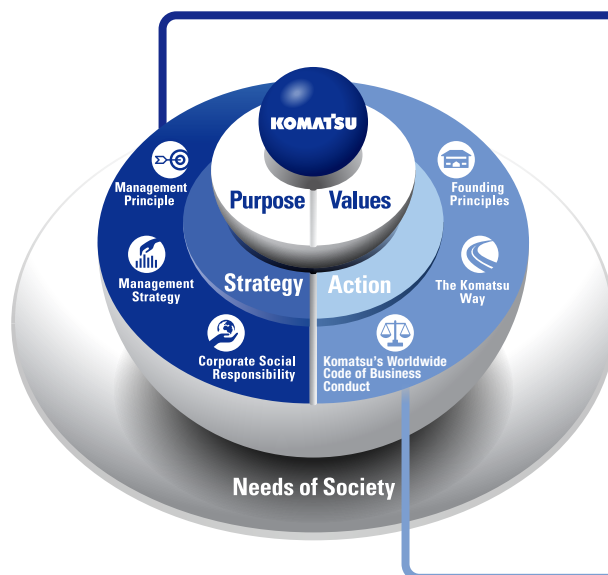 KOMATSU
Purpose
Values
Management
Principle
Founding
Principles
Management
Strategy
Strategy
Action
The Komatsu
Way
Corporate Social
Responsibility
Komatsu's Worldwide
Code of Business
Conduct
Needs of Society